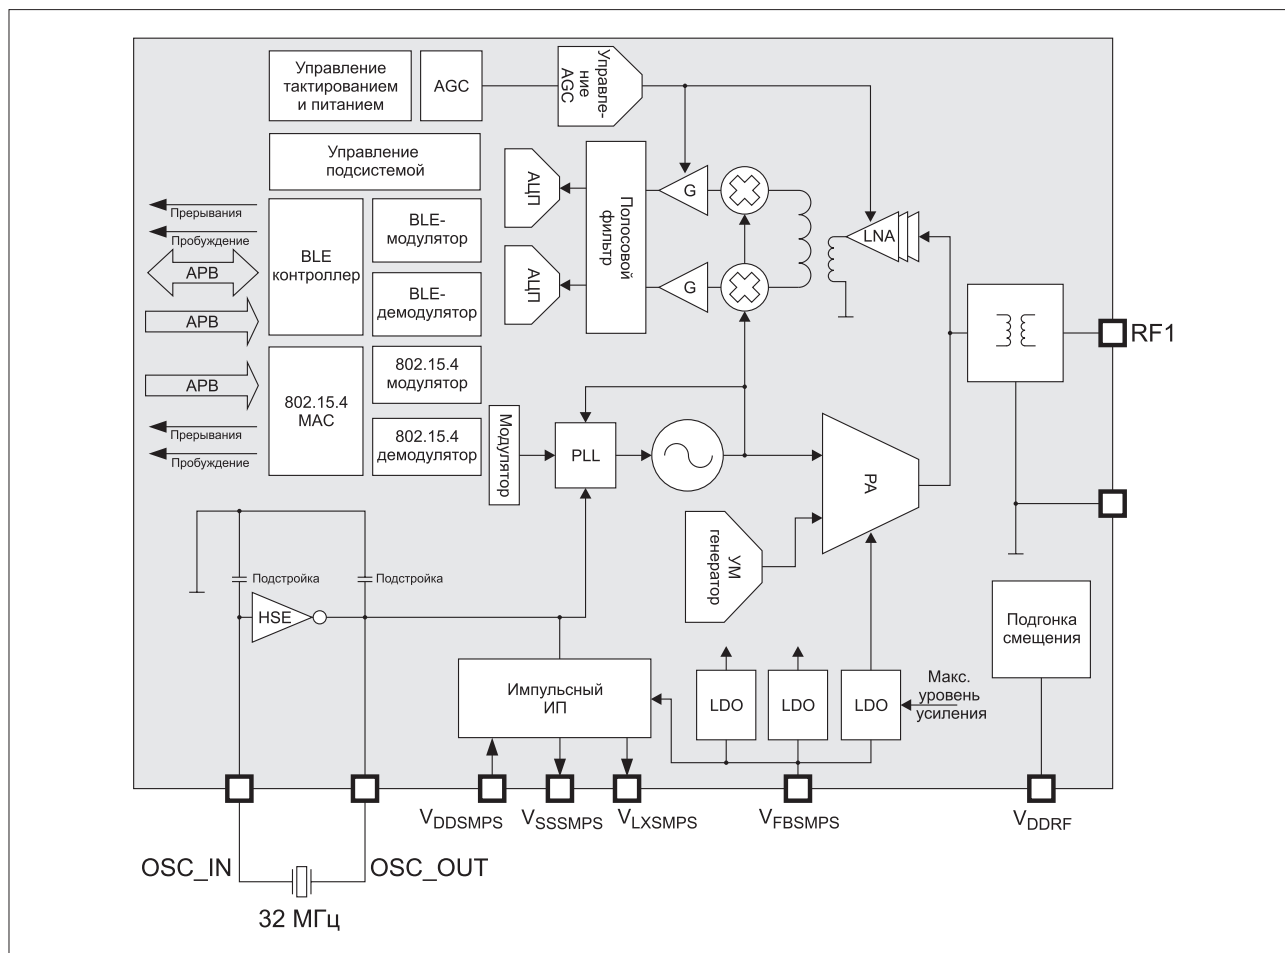 Управление
тактированием
и питанием
AGC
Управле-
ние
AGC
Управление
подсистемой
АЦП
АЦП
Полосовой
фильтр
G
G
LNA
Прерывания
Пробуждение
APB
APB
BLE
контроллер
BLE-
модулятор
BLE-
демодулятор
RF1
APB
Прерывания
Пробуждение
802.15.4
MAC
802.15.4
модулятор
802.15.4
демодулятор
Модулятор
PLL
PA
УМ
генератор
Подстройка
Подстройка
HSE
Импульсный
ИП
LDO
LDO
LDO
Макс.
уровень
усиления
Подгонка
смещения
VDDSMPS
VSSSMPS
VLXSMPS
VFBSMPS
VDDRF
OSC_IN
OSC_OUT
32 МГц